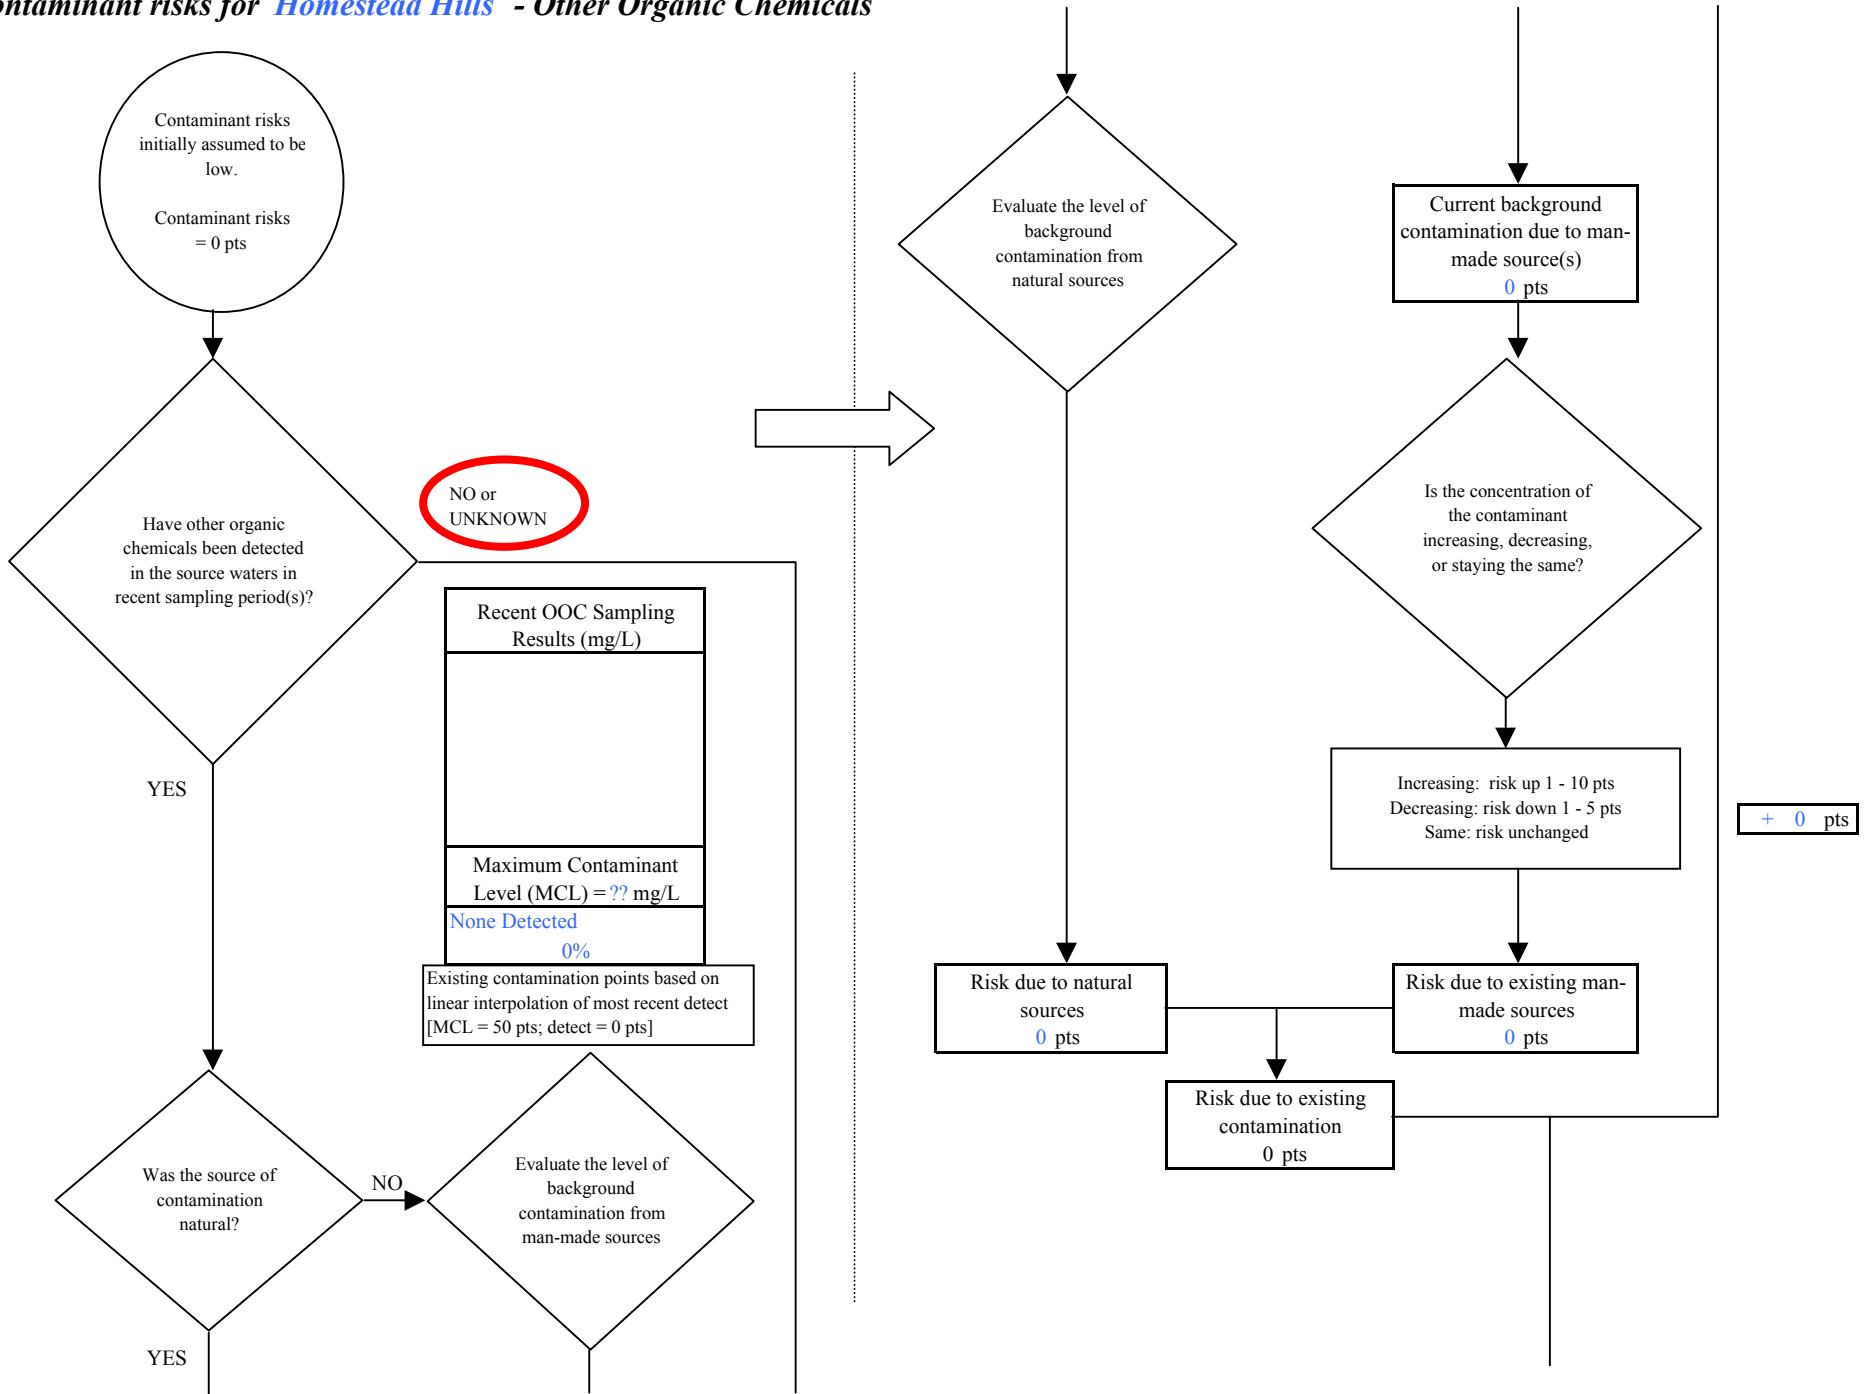 ontaminant risks for Homestead Hills - Other Organic Chemicals
Contaminant risks
initially assumed to be
low.
Contaminant risks
= 0 pts
Have other organic
chemicals been detected
in the source waters in
recent sampling period(s)?
NO or
UNKNOWN
Recent OOC Sampling
Results (mg/L)
Maximum Contaminant
Level (MCL) = ?? mg/L
None Detected
0%
Existing contamination points based on
linear interpolation of most recent detect
[MCL = 50 pts; detect = 0 pts]
YES
Was the source of
contamination
natural?
NO
Evaluate the level of
background
contamination from
man-made sources
YES
Evaluate the level of
background
contamination from
natural sources
Current background
contamination due to man-
made source(s)
0 pts
Is the concentration of
the contaminant
increasing, decreasing,
or staying the same?
Increasing: risk up 1 - 10 pts
Decreasing: risk down 1 - 5 pts
Same: risk unchanged
+ 0 pts
Risk due to natural
sources
0 pts
Risk due to existing man-
made sources
0 pts
Risk due to existing
contamination
0 pts